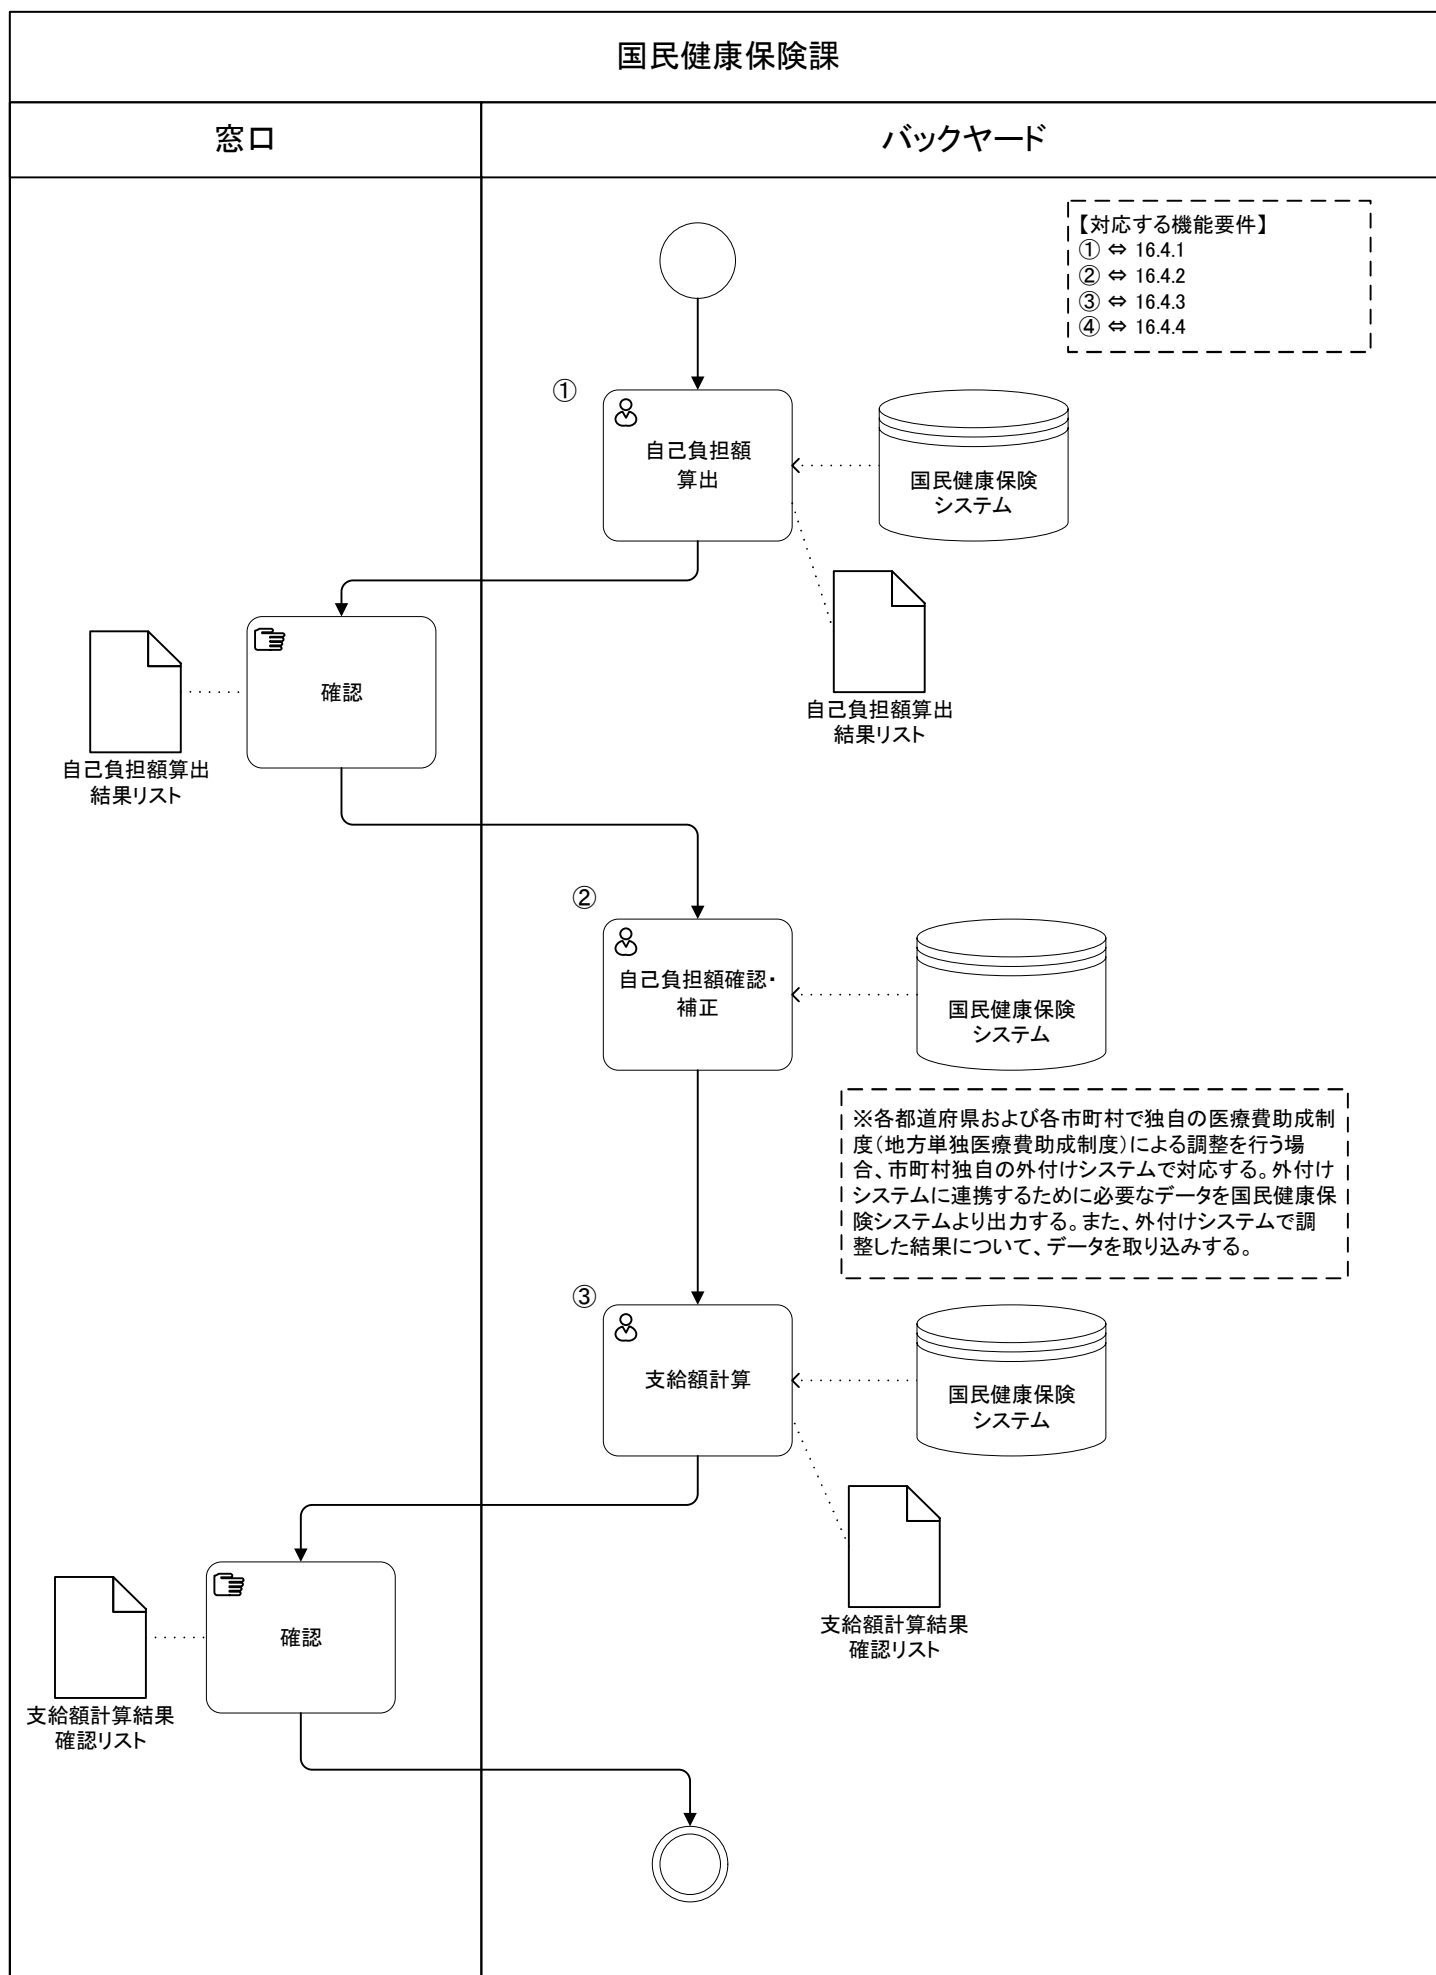 国民健康保険課
窓口
バックヤード
【対応する機能要件】
① ⇔ 16.4.1
② ⇔ 16.4.2
③ ⇔ 16.4.3
④ ⇔ 16.4.4
①
自己負担額
算出
国民健康保険
システム
確認
自己負担額算出
結果リスト
自己負担額算出
結果リスト
②
自己負担額確認・
補正
国民健康保険
システム
※各都道府県および各市町村で独自の医療費助成制
度（地方単独医療費助成制度）による調整を行う場
合、市町村独自の外付けシステムで対応する。外付け
システムに連携するために必要なデータを国民健康保
険システムより出力する。また、外付けシステムで調
整した結果について、データを取り込みする。
③
支給額計算
国民健康保険
システム
支給額計算結果
確認リスト
確認
支給額計算結果
確認リスト